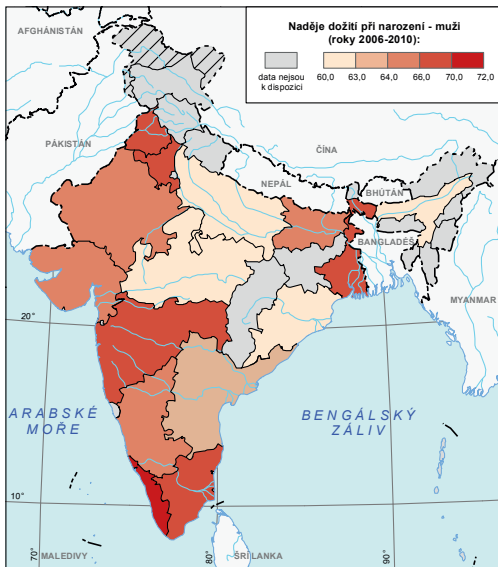 AFGHÁNISTÁN
Naděje dožití při narození - muži
(roky 2006-2010):
data nejsou
k dispozici
60,0
63,0
64,0
66,0
70,0
72,0
PÁKISTÁN
ČÍNA
NEPÁL
BHÚTÁN
BANGLADÉŠ
MYANMAR
20°
ARABSKÉ
MOŘE
BENGÁLSKÝ
ZÁLIV
10°
70°
MALEDIVY
80°
SRÍ LANKA
90°